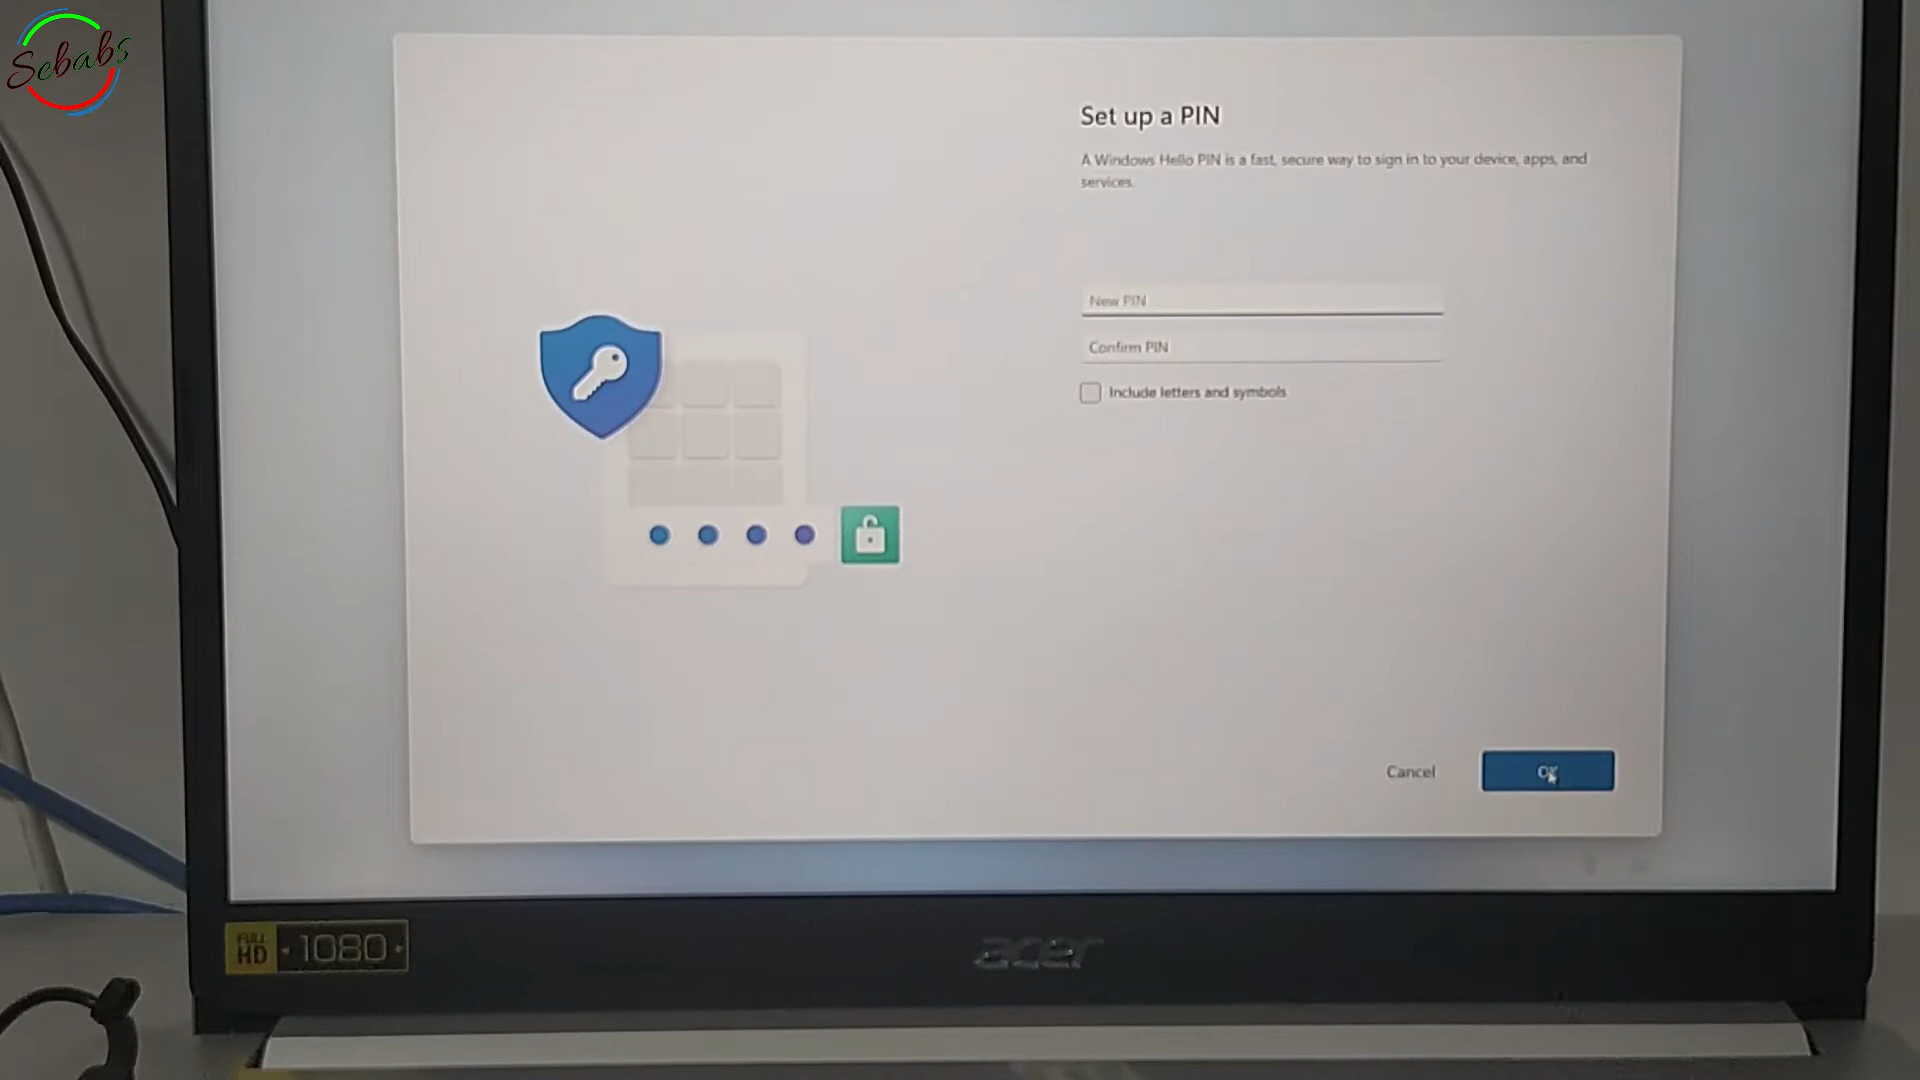 Sebabs
Set up a PIN
A Windows Hello PIN is a fast, secure way to sign in to your device, apps, and
services.
New PIN
Confirm PIN
Include letters and symbols
Cancel
OK
FULL
HD
1080
acer